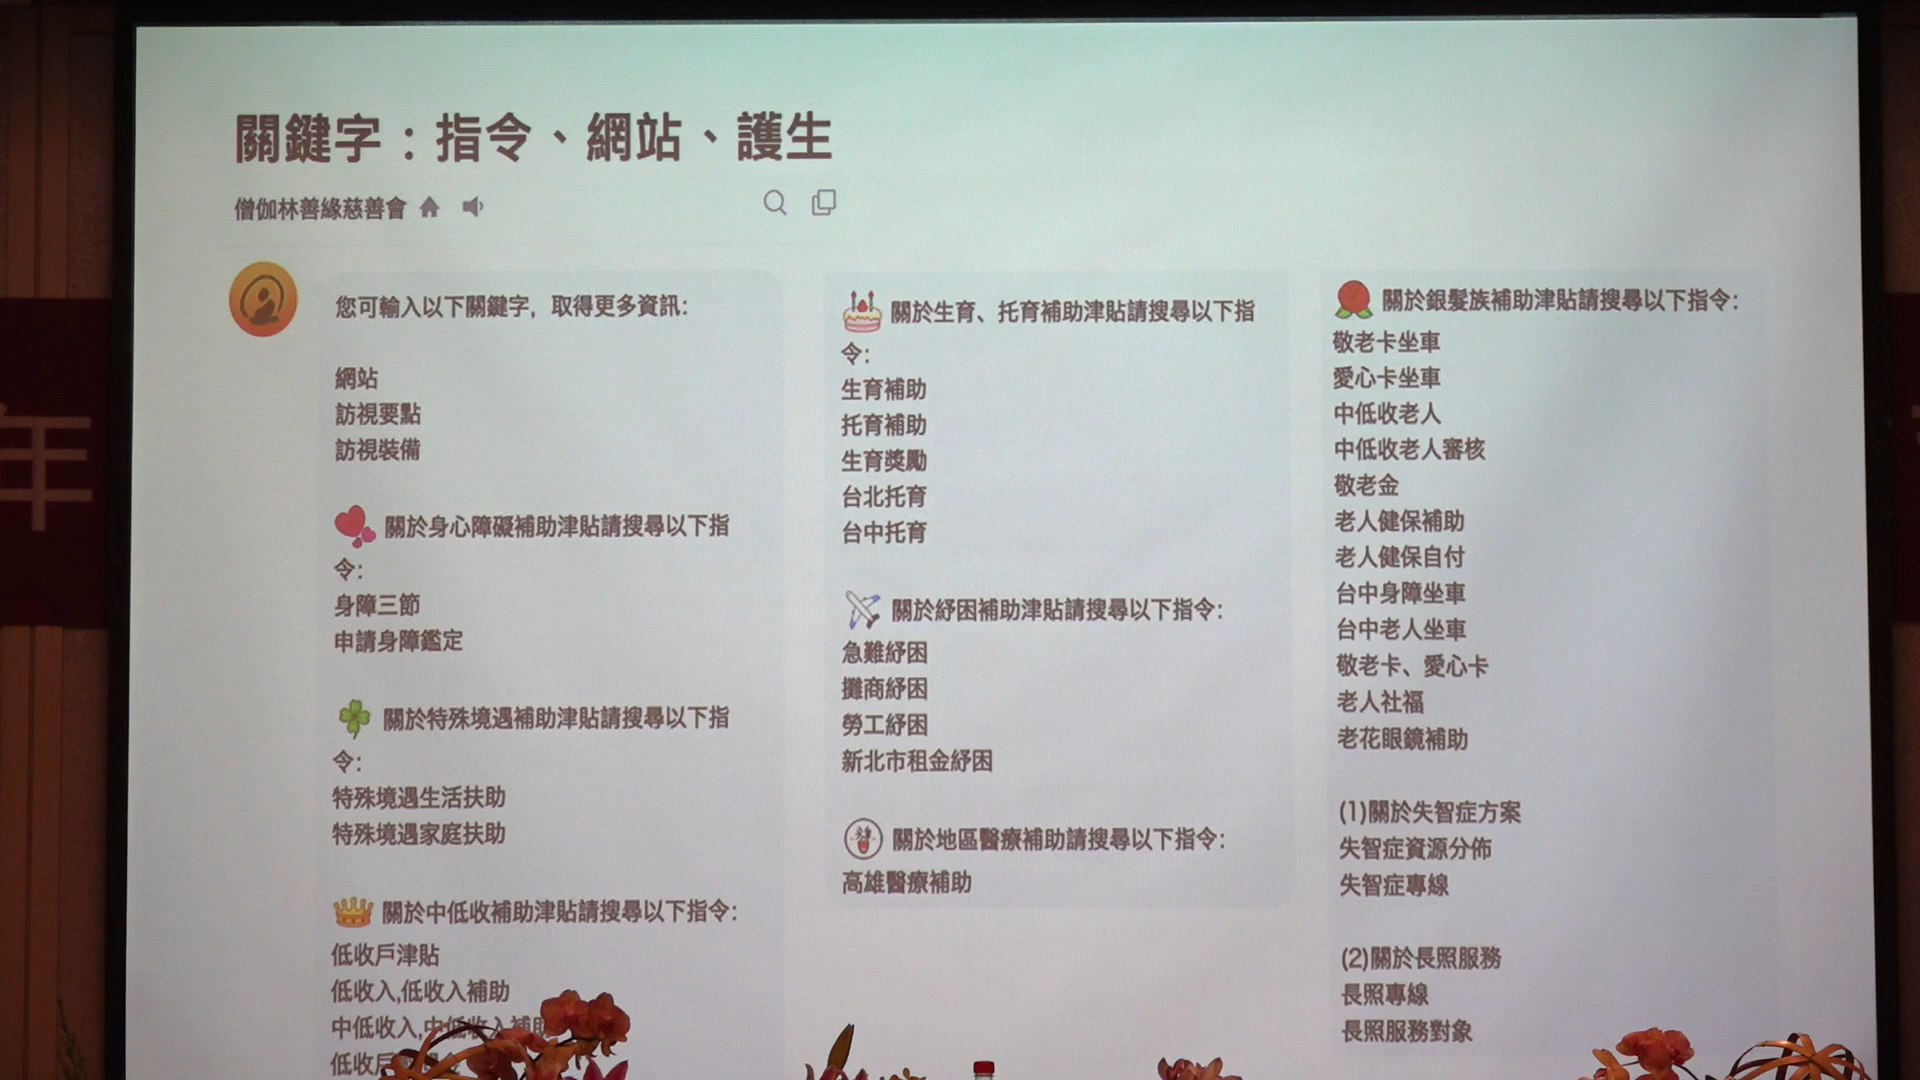 關鍵字：指令、網站、護生
僧伽林善緣慈善會
您可輸入以下關鍵字，取得更多資訊：
網站
訪視要點
訪視裝備
關於身心障礙補助津貼請搜尋以下指
令：
身障三節
申請身障鑑定
關於特殊境遇補助津貼請搜尋以下指
令：
特殊境遇生活扶助
特殊境遇家庭扶助
關於中低收補助津貼請搜尋以下指令：
低收戶津貼
低收入,低收入補助
中低收入,中低收入補助
低收戶
關於生育、托育補助津貼請搜尋以下指
令：
生育補助
托育補助
生育獎勵
台北托育
台中托育
關於紓困補助津貼請搜尋以下指令：
急難紓困
攤商紓困
勞工紓困
新北市租金紓困
關於地區醫療補助請搜尋以下指令：
高雄醫療補助
關於銀髮族補助津貼請搜尋以下指令：
敬老卡坐車
愛心卡坐車
中低收老人
中低收老人審核
敬老金
老人健保補助
老人健保自付
台中身障坐車
台中老人坐車
敬老卡、愛心卡
老人社福
老花眼鏡補助
(1)關於失智症方案
失智症資源分佈
失智症專線
(2)關於長照服務
長照專線
長照服務對象
年